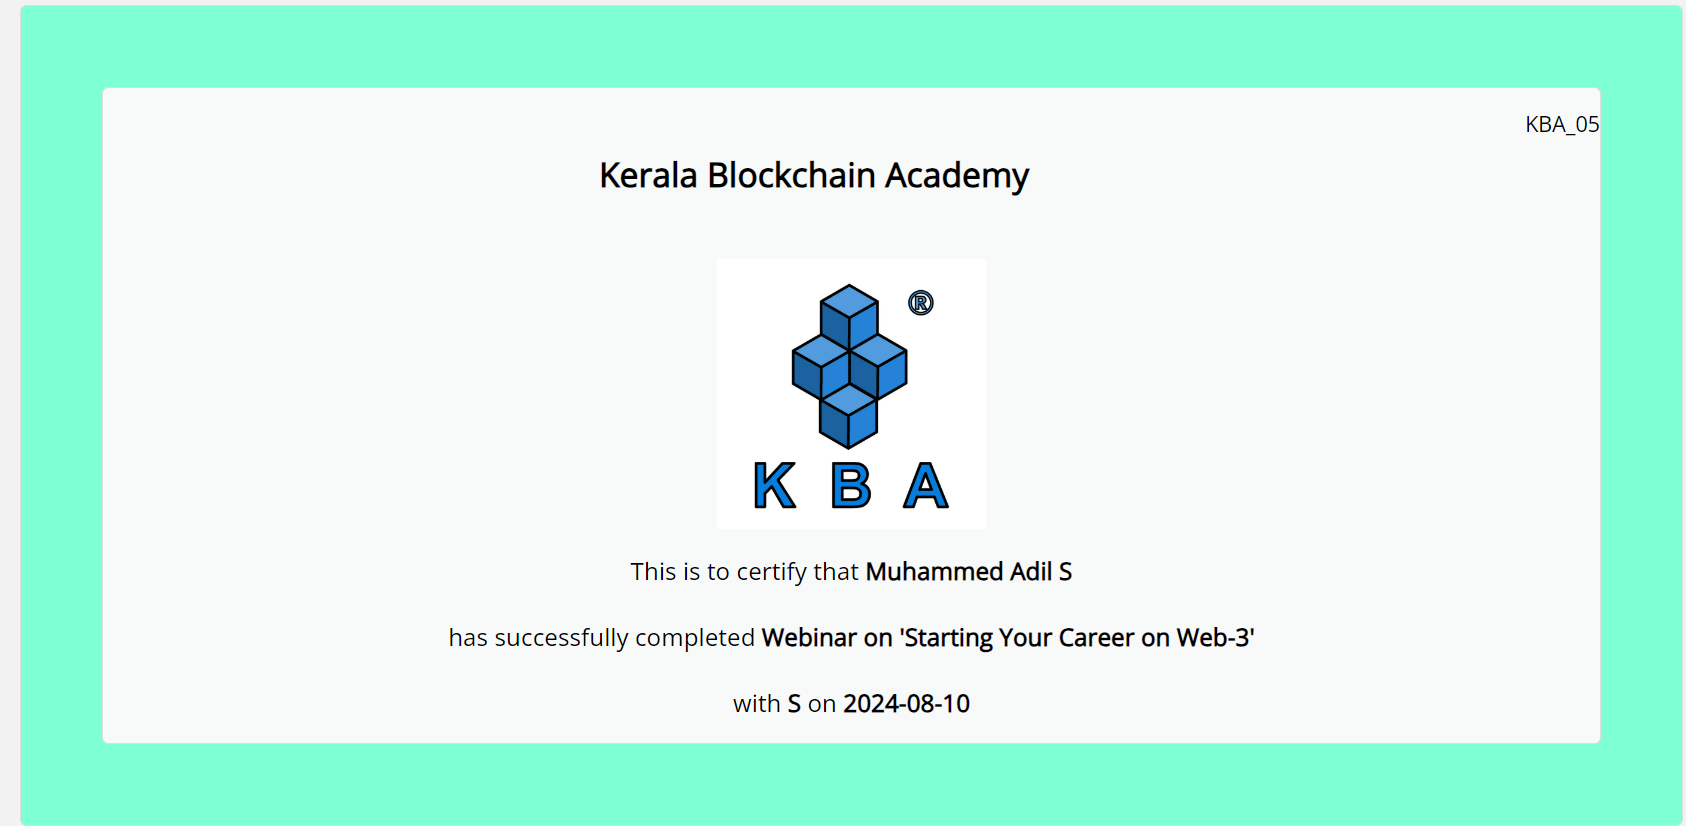 KBA_05
Kerala Blockchain Academy
®
K B A
This is to certify that Muhammed Adil S
has successfully completed Webinar on 'Starting Your Career on Web-3'
with S on 2024-08-10